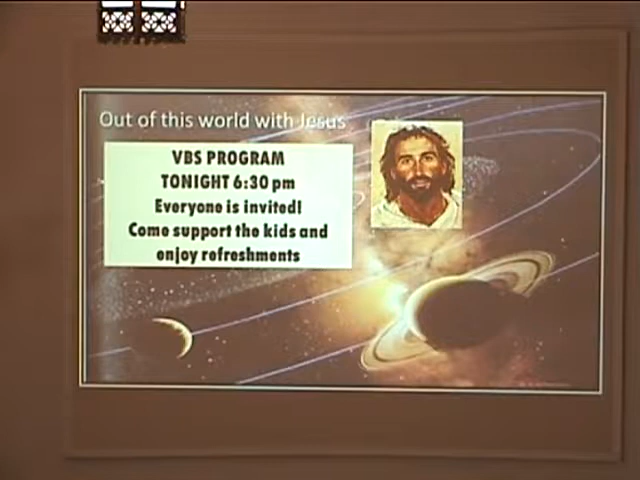 Out of this world with Jesus
VBS PROGRAM
TONIGHT 6:30 pm
Everyone is invited!
Come support the kids and
enjoy refreshments